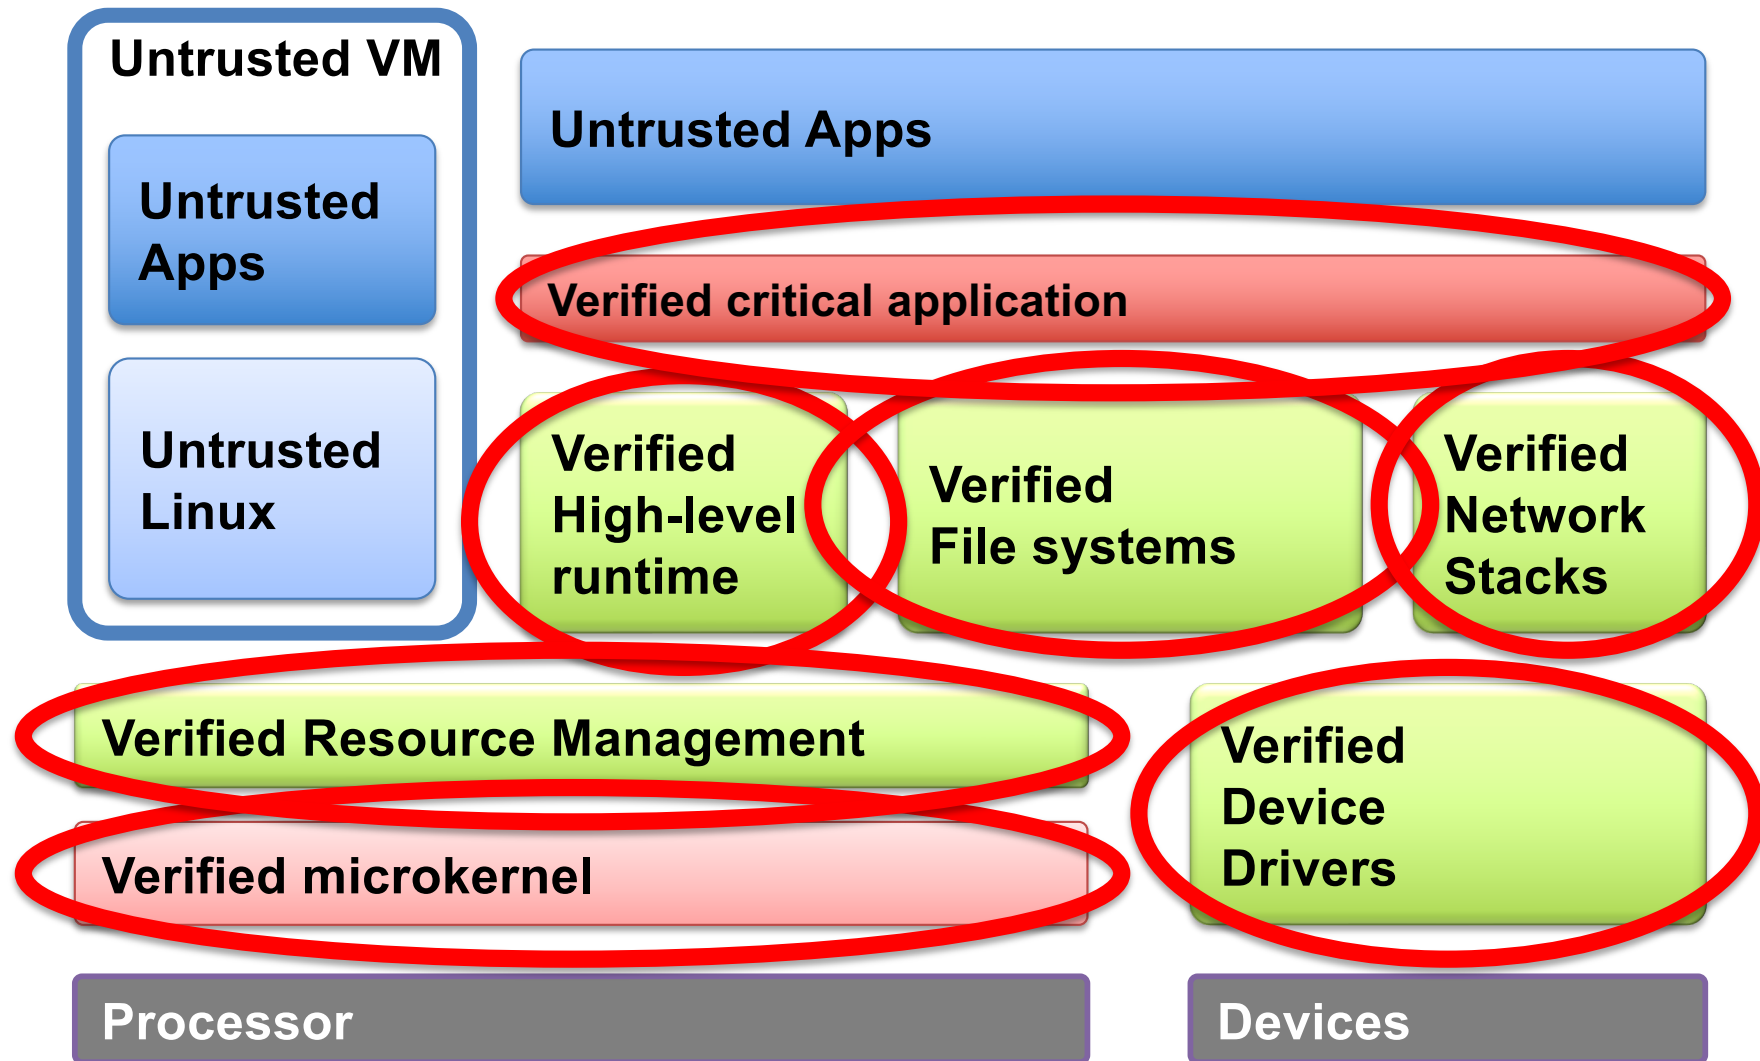 Untrusted VM
Untrusted
Apps
Untrusted
Linux
Untrusted Apps
Verified critical application
Verified
High-level
runtime
Verified
File systems
Verified
Network
Stacks
Verified Resource Management
Verified microkernel
Verified
Device
Drivers
Processor
Devices